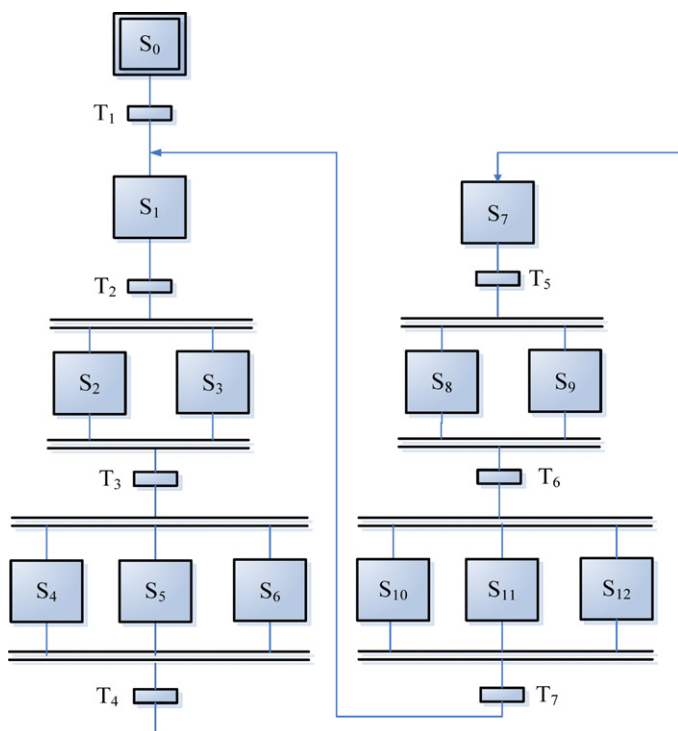 S₀
T₁
S₁
T₂
S₂ S₃
T₃
S₄ S₅ S₆
T₄
S₇
T₅
S₈ S₉
T₆
S₁₀ S₁₁ S₁₂
T₇